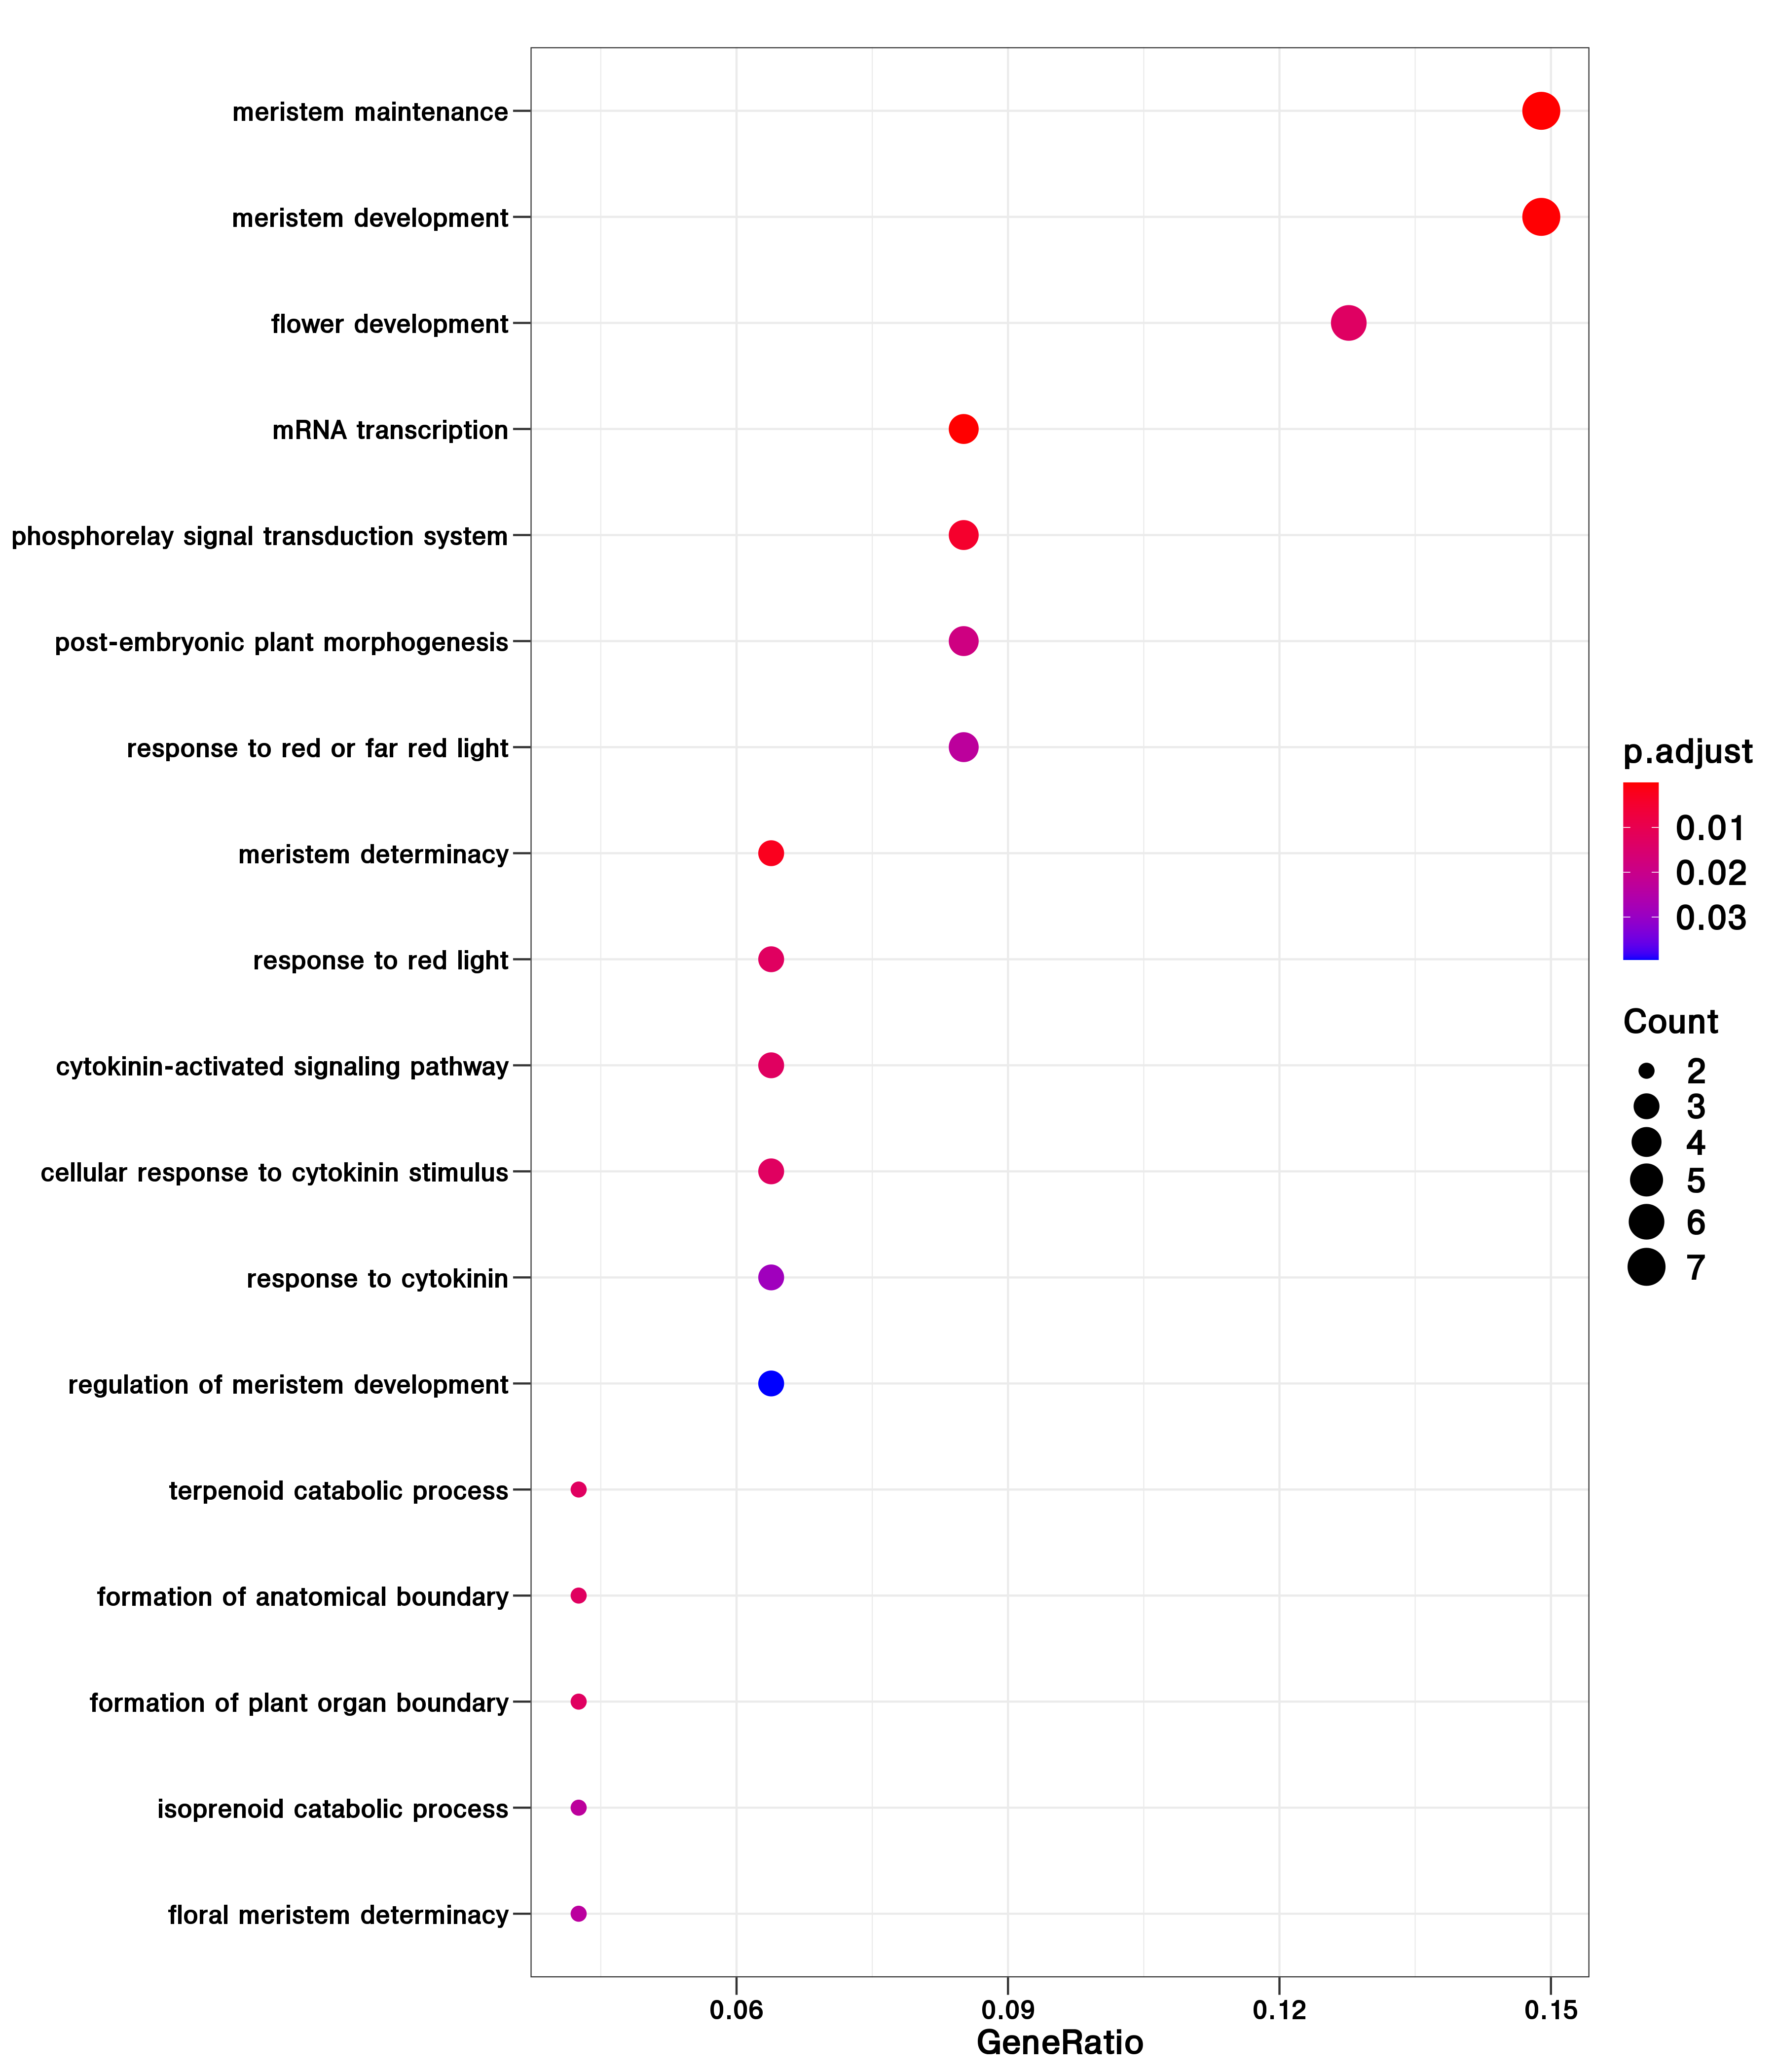 meristem maintenance
meristem development
flower development
mRNA transcription
phosphorelay signal transduction system
post-embryonic plant morphogenesis
response to red or far red light
meristem determinacy
response to red light
cytokinin-activated signaling pathway
cellular response to cytokinin stimulus
response to cytokinin
regulation of meristem development
terpenoid catabolic process
formation of anatomical boundary
formation of plant organ boundary
isoprenoid catabolic process
floral meristem determinacy
0.06 0.09 0.12 0.15
GeneRatio
p.adjust
0.01
0.02
0.03
Count
2
3
4
5
6
7